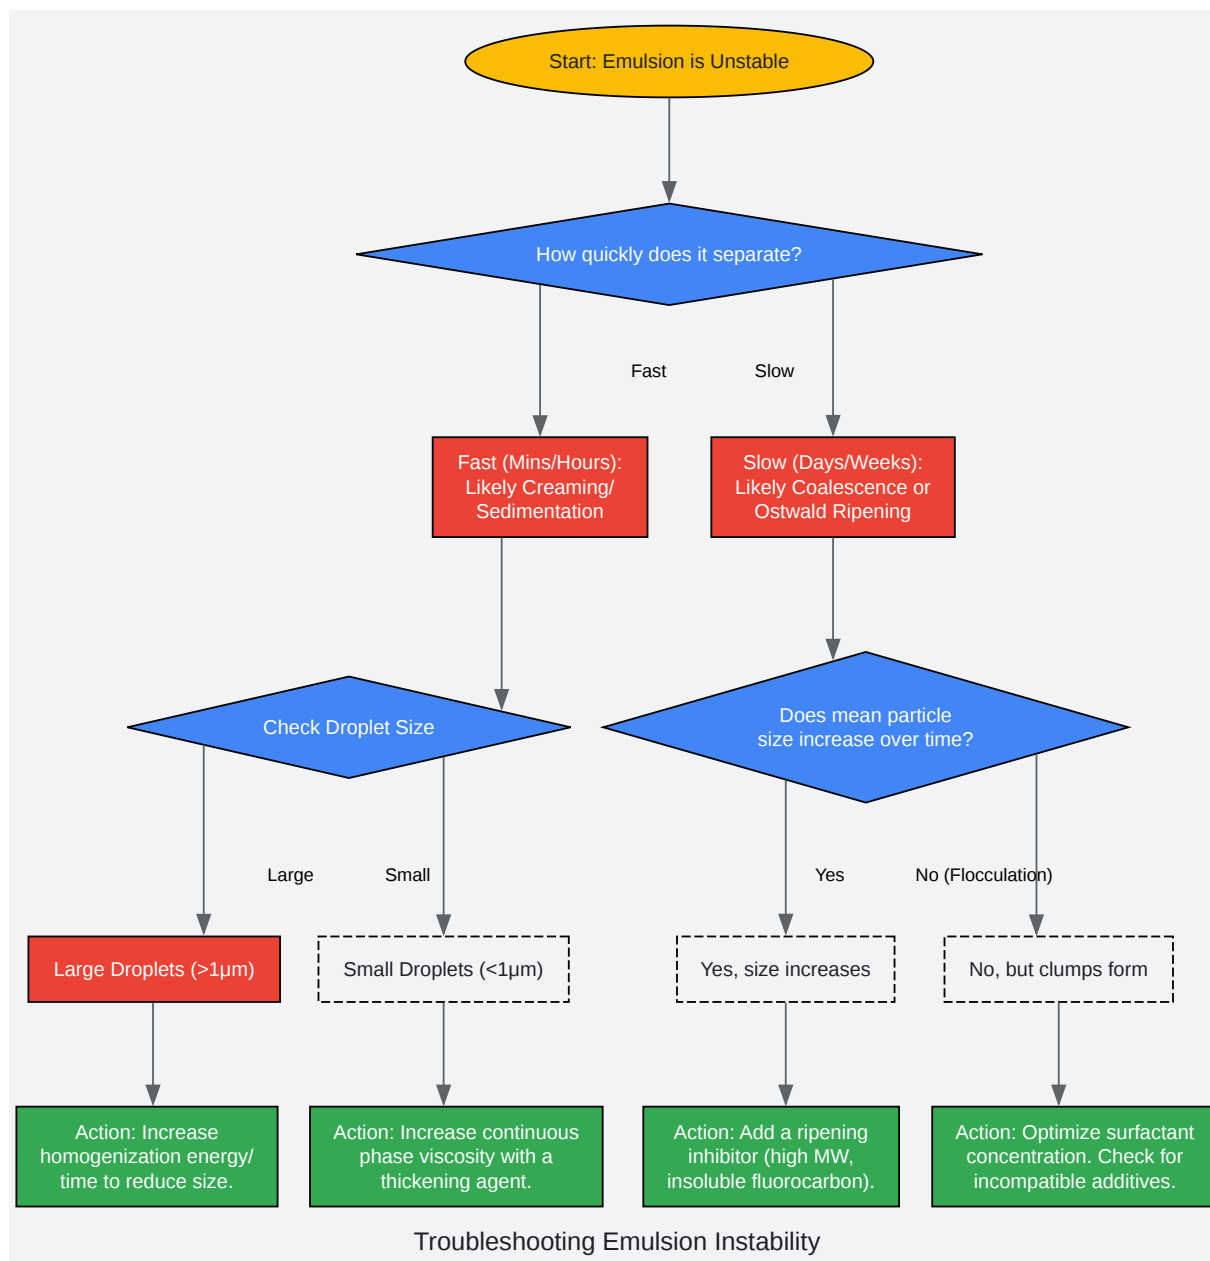 Start: Emulsion is Unstable
How quickly does it separate?
Fast
Slow
Fast (Mins/Hours):
Likely Creaming/
Sedimentation
Slow (Days/Weeks):
Likely Coalescence or
Ostwald Ripening
Check Droplet Size
Does mean particle
size increase over time?
Large
Small
Yes
No (Flocculation)
Large Droplets (>1μm)
Small Droplets (<1μm)
Yes, size increases
No, but clumps form
Action: Increase
homogenization energy/
time to reduce size.
Action: Increase continuous
phase viscosity with a
thickening agent.
Action: Add a ripening
inhibitor (high MW,
insoluble fluorocarbon).
Action: Optimize surfactant
concentration. Check for
incompatible additives.
Troubleshooting Emulsion Instability